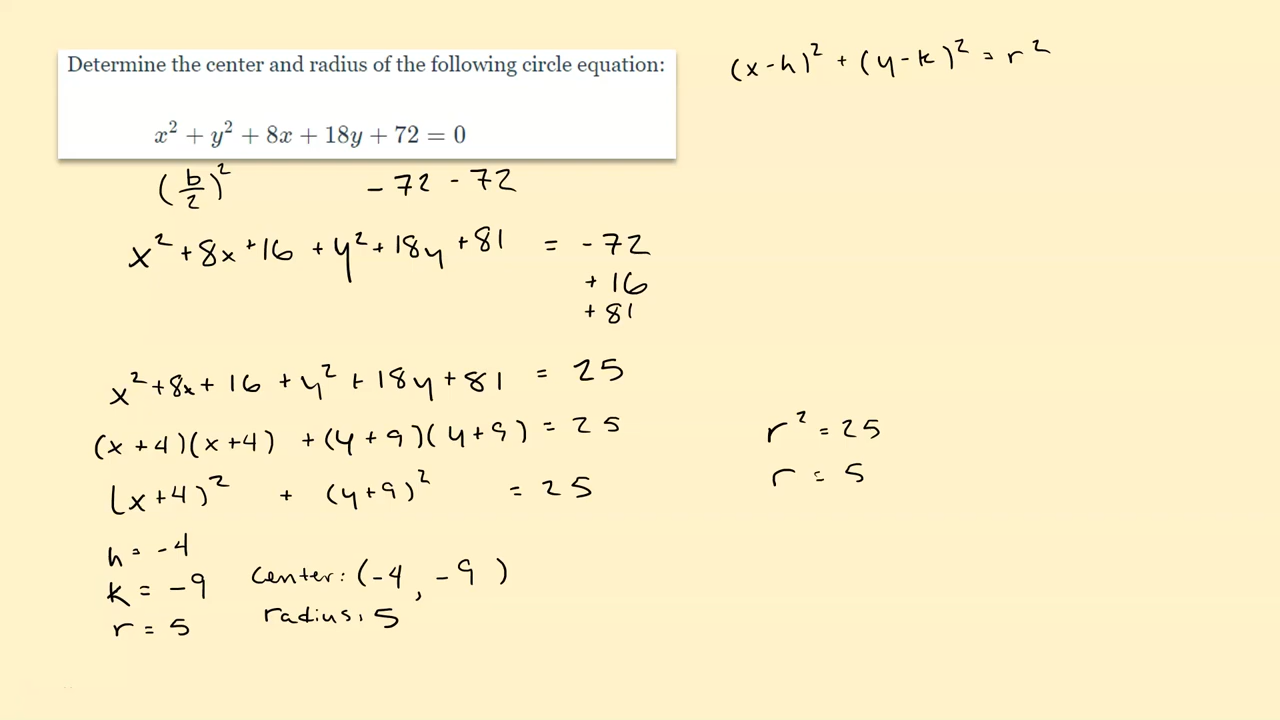 Determine the center and radius of the following circle equation:
x² + y² + 8x + 18y + 72 = 0
(x - h)² + (y - k)² = r²
(b/2)² - 72 - 72
x² + 8x + 16 + y² + 18y + 81 = - 72
+ 16
+ 81
x² + 8x + 16 + y² + 18y + 81 = 25
(x + 4)(x + 4) + (y + 9)(y + 9) = 25
(x + 4)² + (y + 9)² = 25
r² = 25
r = 5
h = - 4
k = - 9
r = 5
center: (-4, -9)
radius: 5